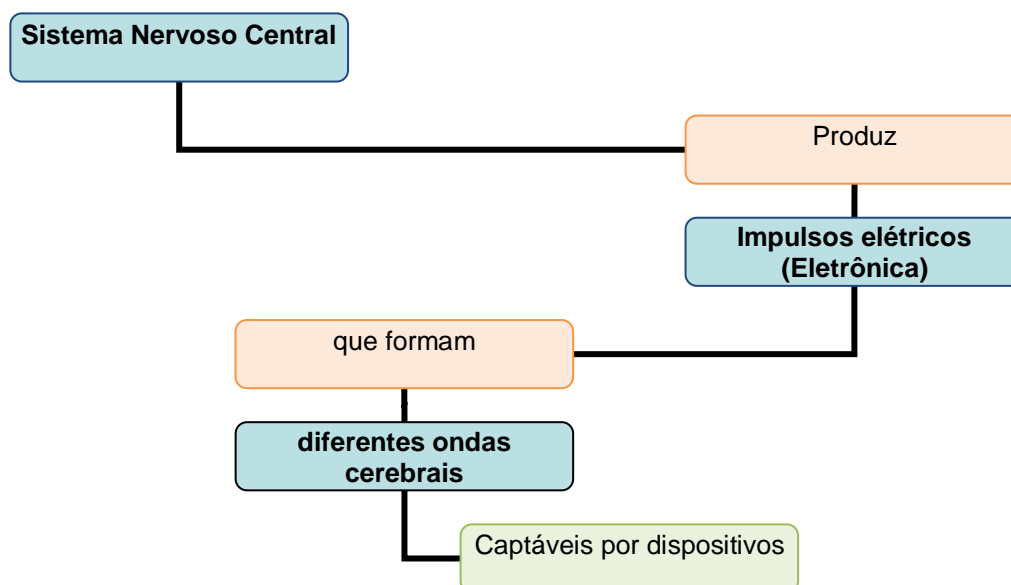 Sistema Nervoso Central
Produz
Impulsos elétricos
(Eletrônica)
que formam
diferentes ondas
cerebrais
Captáveis por dispositivos